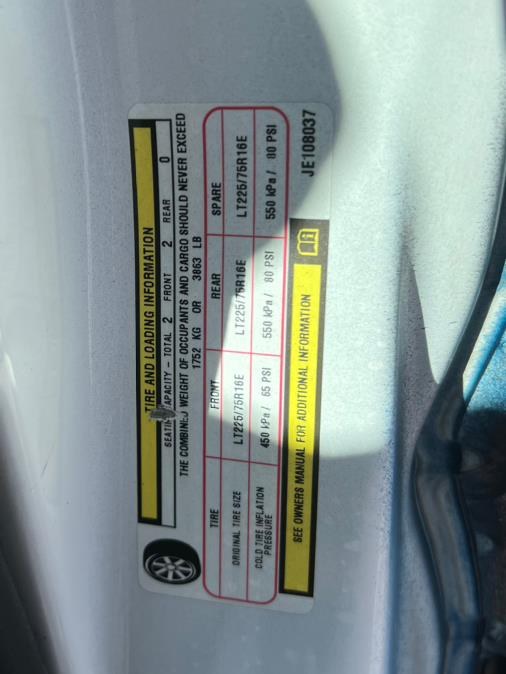 TIRE AND LOADING INFORMATION
SEATING CAPACITY - TOTAL 2 FRONT 2 REAR 0
THE COMBINED WEIGHT OF OCCUPANTS AND CARGO SHOULD NEVER EXCEED
1752 KG OR 3863 LB
TIRE FRONT REAR SPARE
ORIGINAL TIRE SIZE LT225/75R16E LT225/75R16E LT225/75R16E
COLD TIRE INFLATION PRESSURE 450 kPa/ 65 PSI 550 kPa/ 80 PSI 550 kPa/ 80 PSI
SEE OWNERS MANUAL FOR ADDITIONAL INFORMATION
JE108037